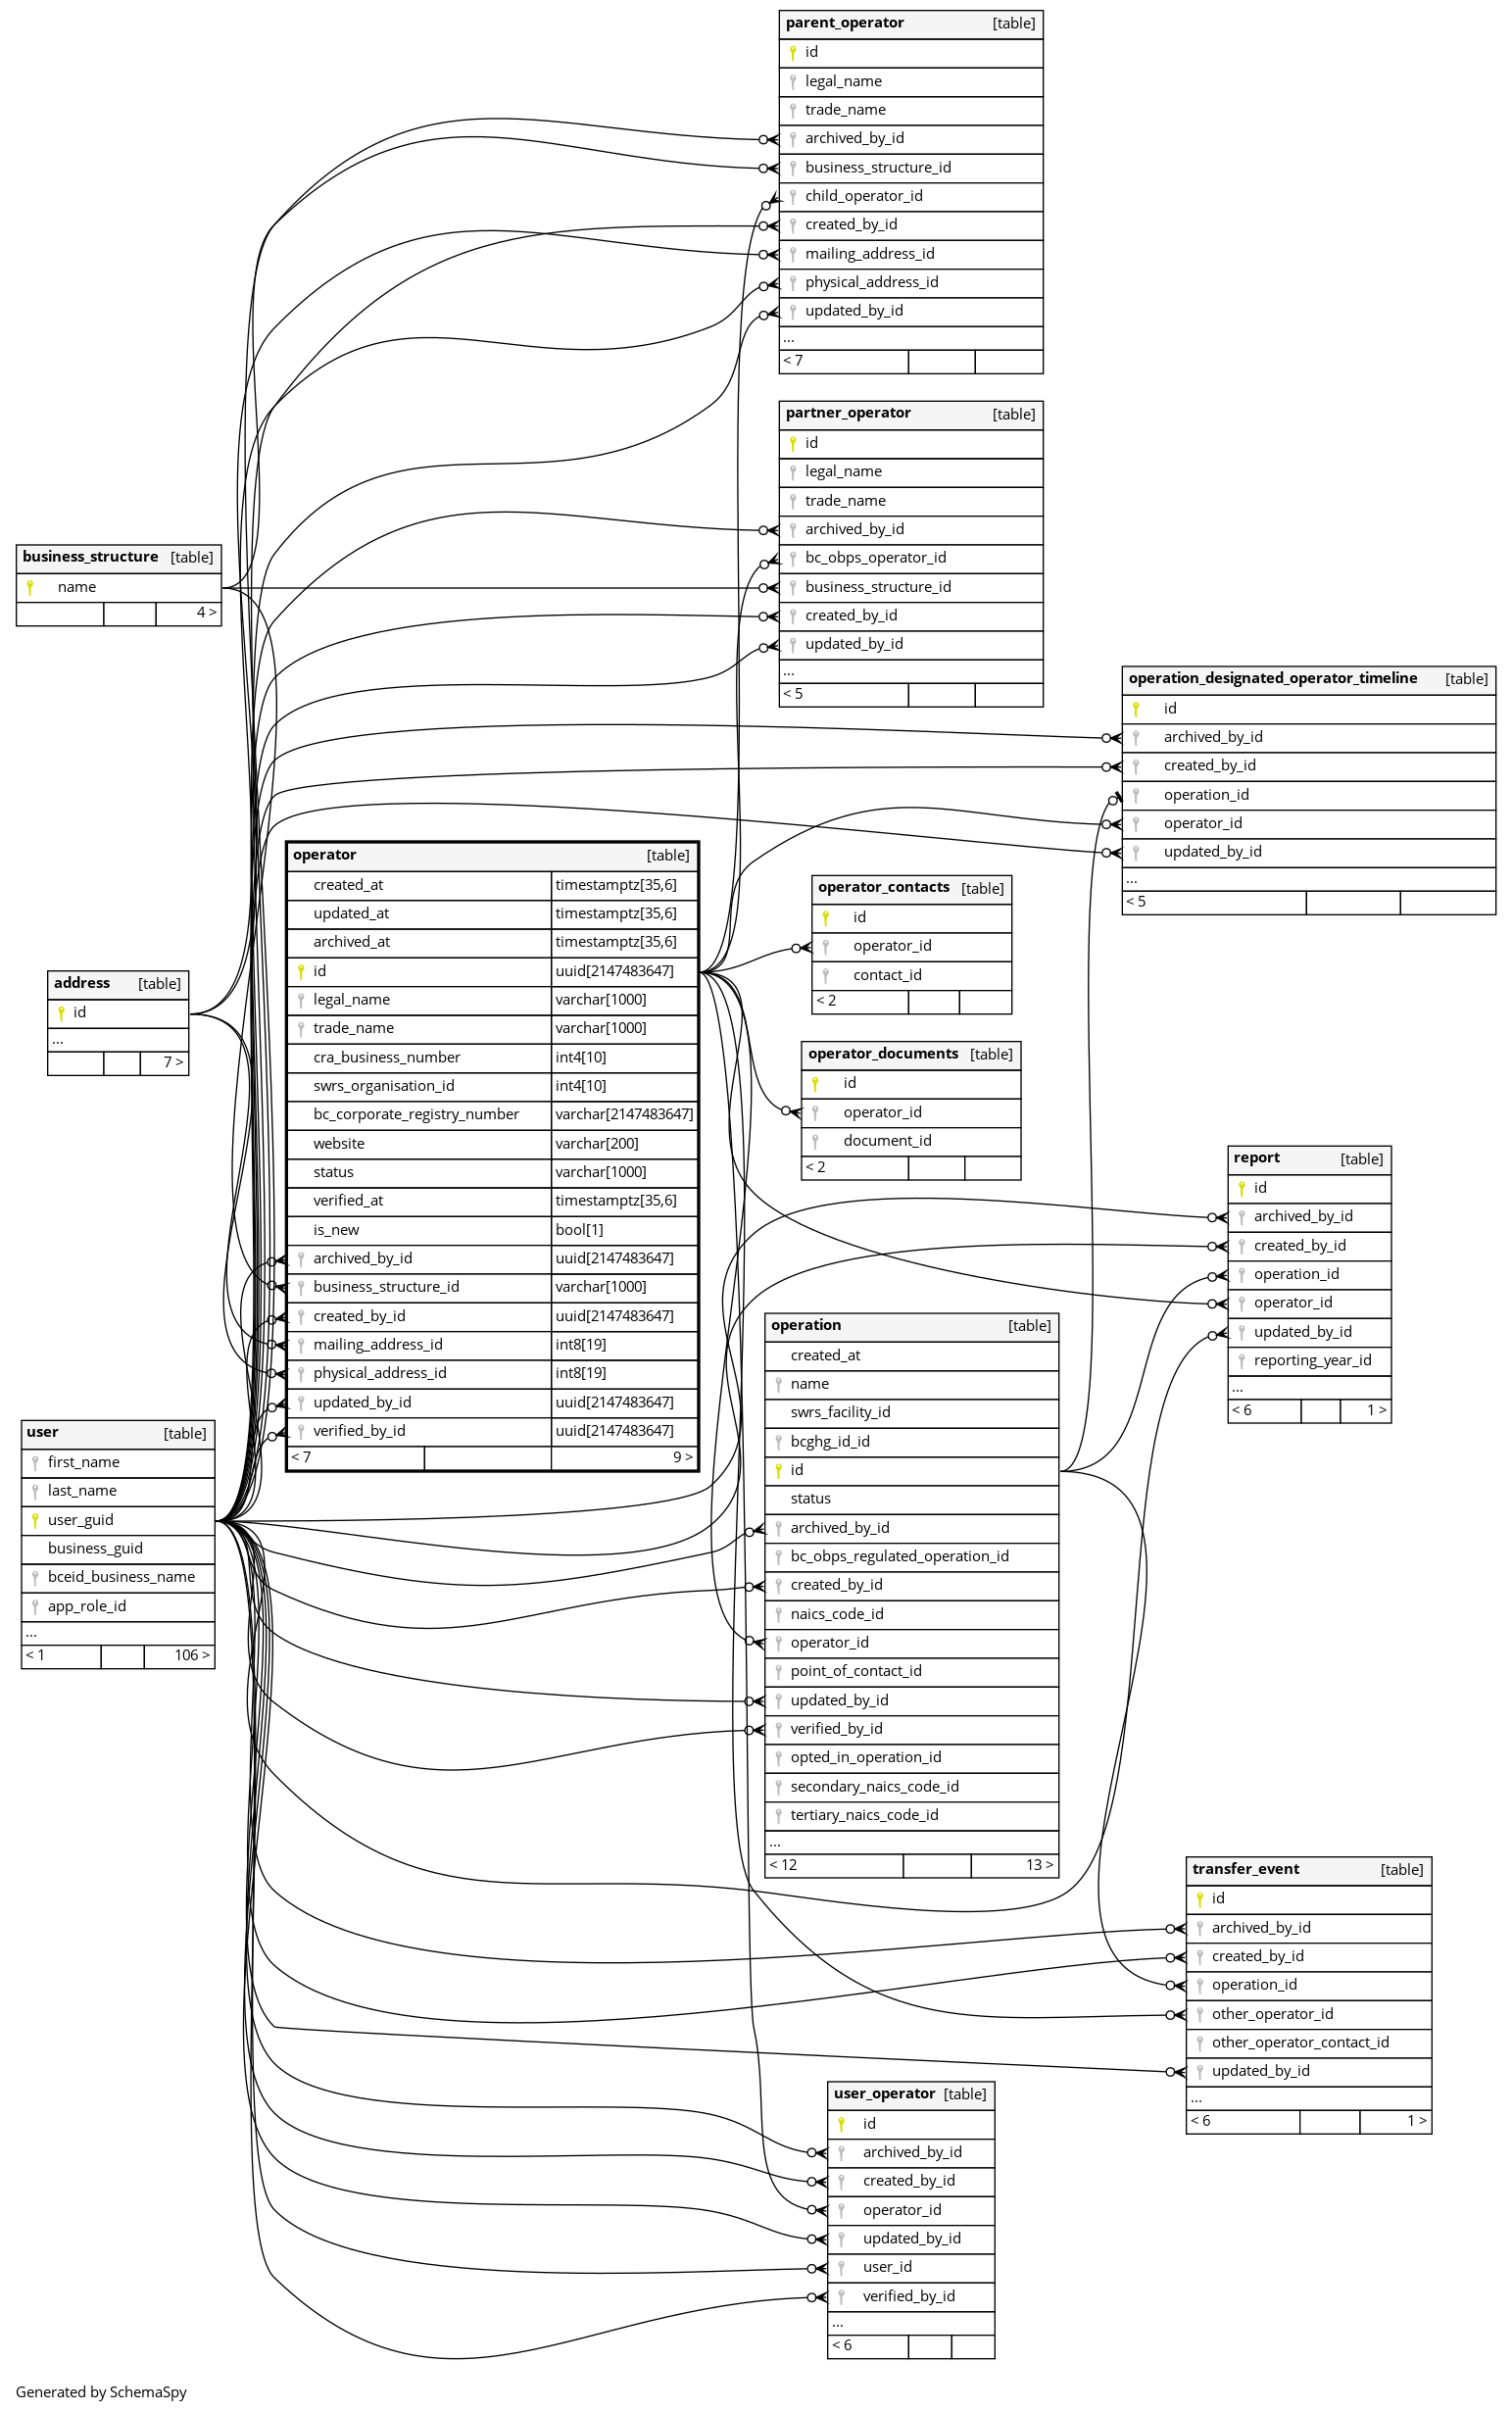 parent_operator [table]
id
legal_name
trade_name
archived_by_id
business_structure_id
child_operator_id
created_by_id
mailing_address_id
physical_address_id
updated_by_id
...
< 7
partner_operator [table]
id
legal_name
trade_name
archived_by_id
bc_obps_operator_id
business_structure_id
created_by_id
updated_by_id
...
< 5
business_structure [table]
name
4 >
operation_designated_operator_timeline [table]
id
archived_by_id
created_by_id
operation_id
operator_id
updated_by_id
...
< 5
operator [table]
created_at timestamptz[35,6]
updated_at timestamptz[35,6]
archived_at timestamptz[35,6]
id uuid[2147483647]
legal_name varchar[1000]
trade_name varchar[1000]
cra_business_number int4[10]
swrs_organisation_id int4[10]
bc_corporate_registry_number varchar[2147483647]
website varchar[200]
status varchar[1000]
verified_at timestamptz[35,6]
is_new bool[1]
archived_by_id uuid[2147483647]
business_structure_id varchar[1000]
created_by_id uuid[2147483647]
mailing_address_id int8[19]
physical_address_id int8[19]
updated_by_id uuid[2147483647]
verified_by_id uuid[2147483647]
< 7 9 >
operator_contacts [table]
id
operator_id
contact_id
< 2
address [table]
id
...
7 >
operator_documents [table]
id
operator_id
document_id
< 2
report [table]
id
archived_by_id
created_by_id
operation_id
operator_id
updated_by_id
reporting_year_id
...
< 6 1 >
operation [table]
created_at
name
swrs_facility_id
bcghg_id_id
id
status
archived_by_id
bc_obps_regulated_operation_id
created_by_id
naics_code_id
operator_id
point_of_contact_id
updated_by_id
verified_by_id
opted_in_operation_id
secondary_naics_code_id
tertiary_naics_code_id
...
< 12 13 >
user [table]
first_name
last_name
user_guid
business_guid
bceid_business_name
app_role_id
...
< 1 106 >
transfer_event [table]
id
archived_by_id
created_by_id
operation_id
other_operator_id
other_operator_contact_id
updated_by_id
...
< 6 1 >
user_operator [table]
id
archived_by_id
created_by_id
operator_id
updated_by_id
user_id
verified_by_id
...
< 6
Generated by SchemaSpy